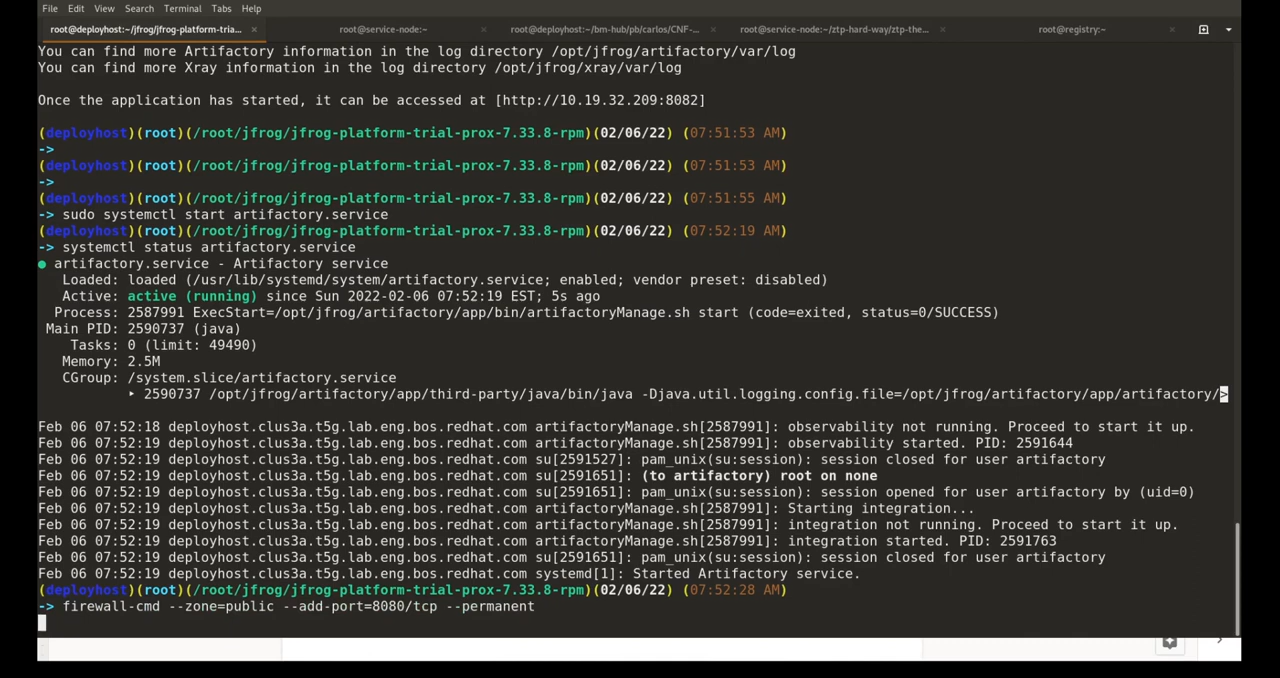 File Edit View Search Terminal Tabs Help
root@deployhost:~/jfrog/jfrog-platform-tria... × root@service-node:~ × root@deployhost:~/bm-hub/pb/carlos/CNF-... × root@service-node:~/ztp-hard-way/ztp-the... × root@registry:~ ×
You can find more Artifactory information in the log directory /opt/jfrog/artifactory/var/log
You can find more Xray information in the log directory /opt/jfrog/xray/var/log
Once the application has started, it can be accessed at [http://10.19.32.209:8082]
(deployhost)(root)(/root/jfrog/jfrog-platform-trial-prox-7.33.8-rpm)(02/06/22) (07:51:53 AM)
->
(deployhost)(root)(/root/jfrog/jfrog-platform-trial-prox-7.33.8-rpm)(02/06/22) (07:51:53 AM)
->
(deployhost)(root)(/root/jfrog/jfrog-platform-trial-prox-7.33.8-rpm)(02/06/22) (07:51:55 AM)
-> sudo systemctl start artifactory.service
(deployhost)(root)(/root/jfrog/jfrog-platform-trial-prox-7.33.8-rpm)(02/06/22) (07:52:19 AM)
-> systemctl status artifactory.service
● artifactory.service - Artifactory service
Loaded: loaded (/usr/lib/systemd/system/artifactory.service; enabled; vendor preset: disabled)
Active: active (running) since Sun 2022-02-06 07:52:19 EST; 5s ago
Process: 2587991 ExecStart=/opt/jfrog/artifactory/app/bin/artifactoryManage.sh start (code=exited, status=0/SUCCESS)
Main PID: 2590737 (java)
Tasks: 0 (limit: 49490)
Memory: 2.5M
CGroup: /system.slice/artifactory.service
‣ 2590737 /opt/jfrog/artifactory/app/third-party/java/bin/java -Djava.util.logging.config.file=/opt/jfrog/artifactory/app/artifactory/>
Feb 06 07:52:18 deployhost.clus3a.t5g.lab.eng.bos.redhat.com artifactoryManage.sh[2587991]: observability not running. Proceed to start it up.
Feb 06 07:52:19 deployhost.clus3a.t5g.lab.eng.bos.redhat.com artifactoryManage.sh[2587991]: observability started. PID: 2591644
Feb 06 07:52:19 deployhost.clus3a.t5g.lab.eng.bos.redhat.com su[2591527]: pam_unix(su:session): session closed for user artifactory
Feb 06 07:52:19 deployhost.clus3a.t5g.lab.eng.bos.redhat.com su[2591651]: (to artifactory) root on none
Feb 06 07:52:19 deployhost.clus3a.t5g.lab.eng.bos.redhat.com su[2591651]: pam_unix(su:session): session opened for user artifactory by (uid=0)
Feb 06 07:52:19 deployhost.clus3a.t5g.lab.eng.bos.redhat.com artifactoryManage.sh[2587991]: Starting integration...
Feb 06 07:52:19 deployhost.clus3a.t5g.lab.eng.bos.redhat.com artifactoryManage.sh[2587991]: integration not running. Proceed to start it up.
Feb 06 07:52:19 deployhost.clus3a.t5g.lab.eng.bos.redhat.com artifactoryManage.sh[2587991]: integration started. PID: 2591763
Feb 06 07:52:19 deployhost.clus3a.t5g.lab.eng.bos.redhat.com su[2591651]: pam_unix(su:session): session closed for user artifactory
Feb 06 07:52:19 deployhost.clus3a.t5g.lab.eng.bos.redhat.com systemd[1]: Started Artifactory service.
(deployhost)(root)(/root/jfrog/jfrog-platform-trial-prox-7.33.8-rpm)(02/06/22) (07:52:28 AM)
-> firewall-cmd --zone=public --add-port=8080/tcp --permanent